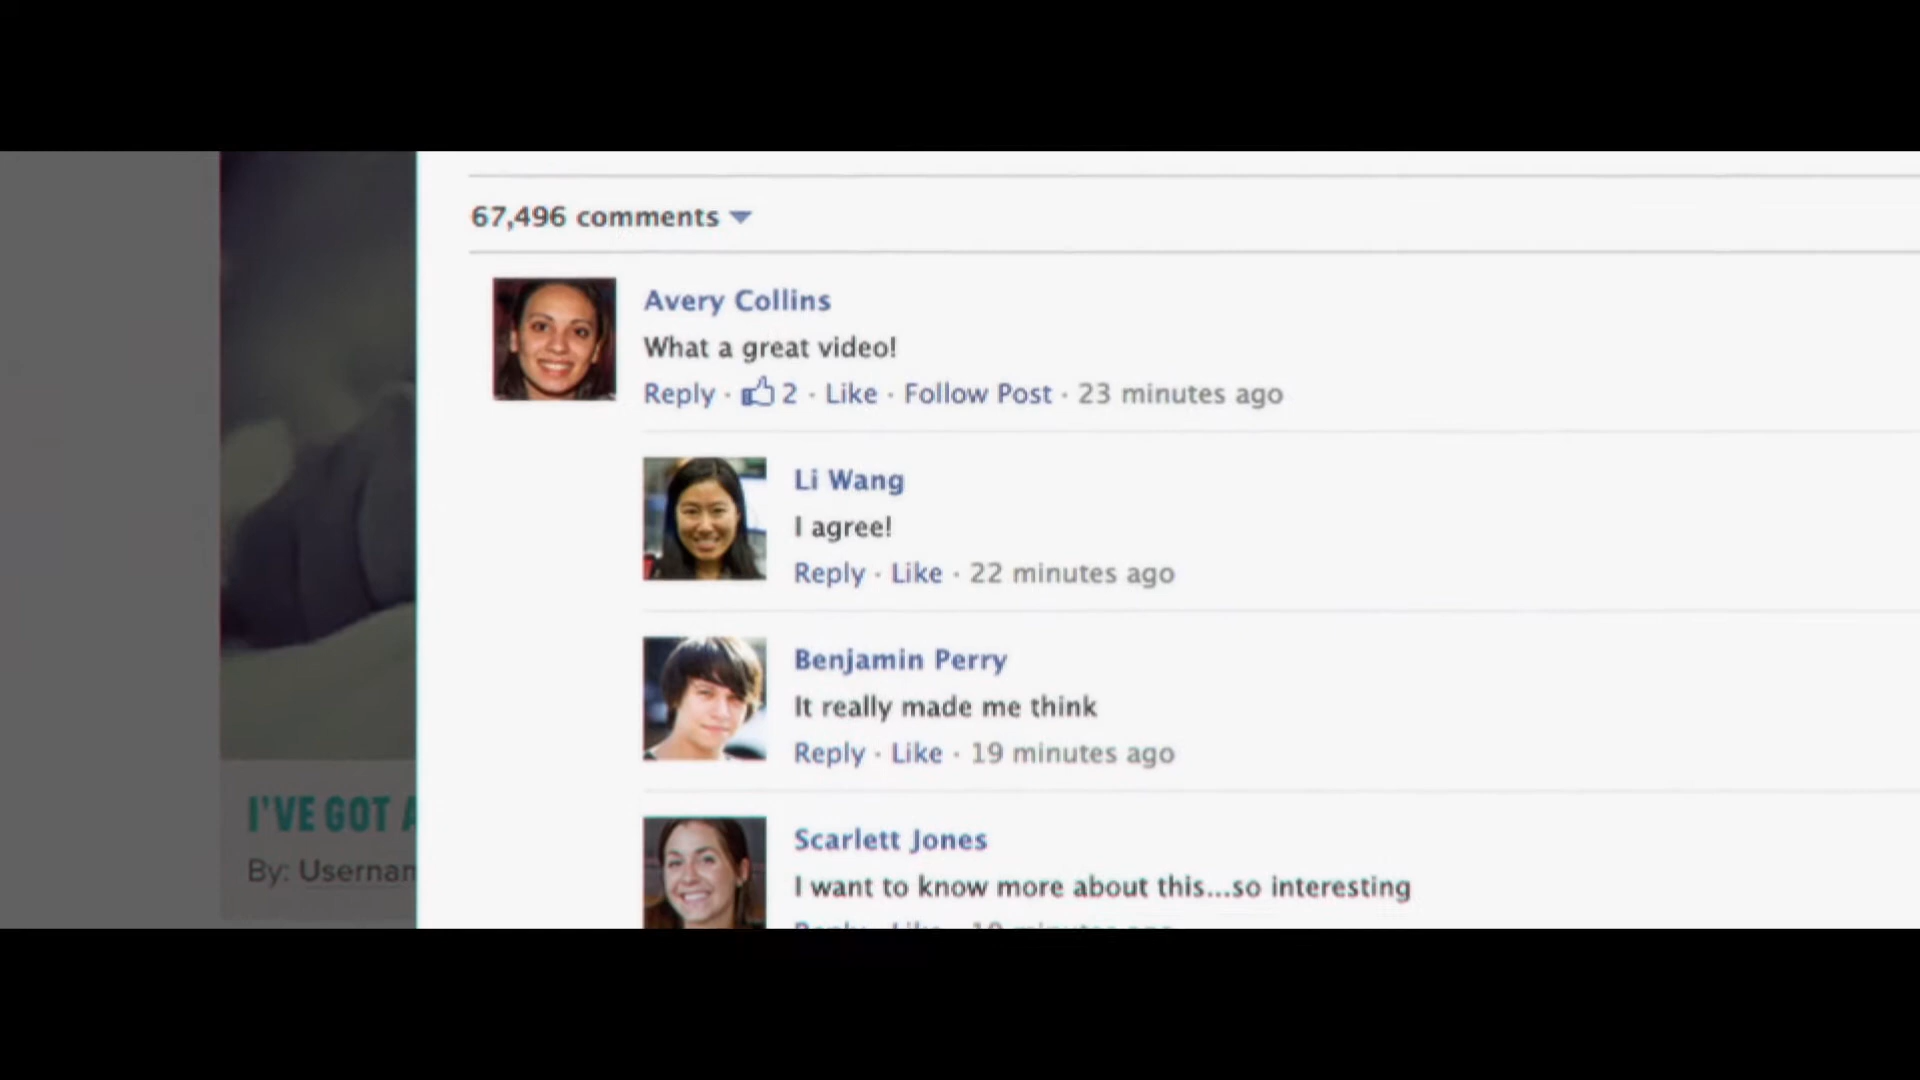 67,496 comments
Avery Collins
What a great video!
Reply · 2 · Like · Follow Post · 23 minutes ago
Li Wang
I agree!
Reply · Like · 22 minutes ago
Benjamin Perry
It really made me think
Reply · Like · 19 minutes ago
Scarlett Jones
I want to know more about this...so interesting
I'VE GOT
By: